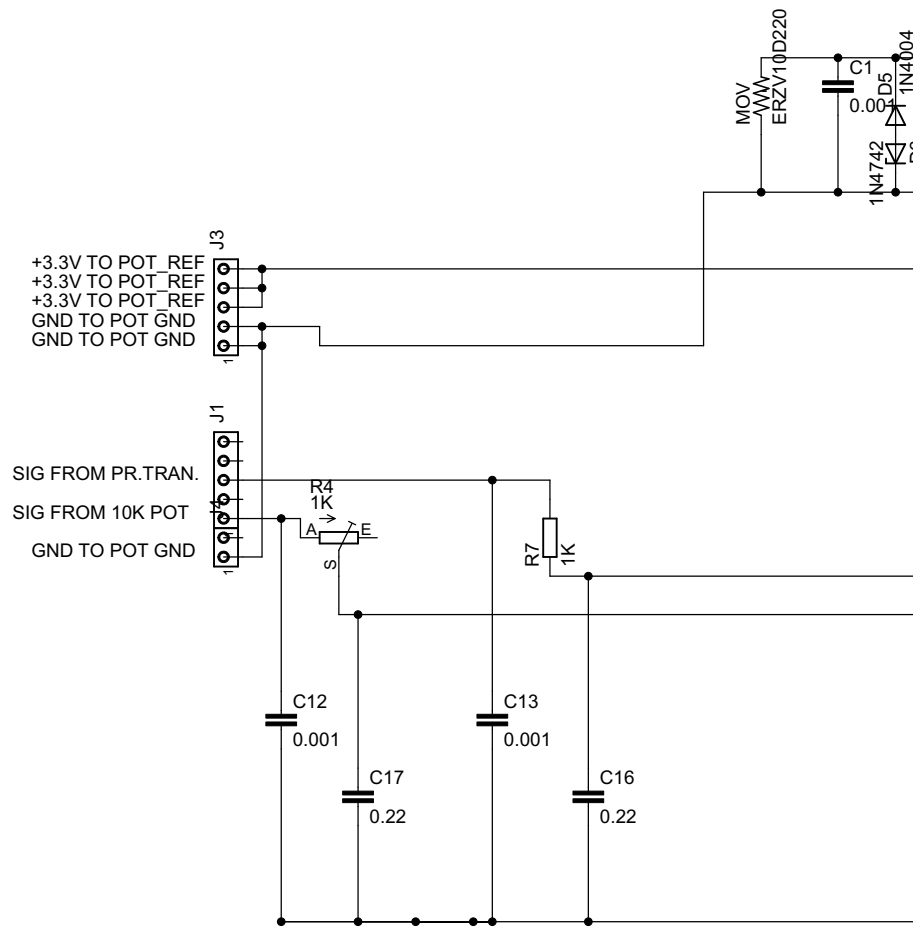 MOV
ERZV10D220
C1
0.001
D5
1N4004
1N4742
J3
+3.3V TO POT_REF
+3.3V TO POT_REF
+3.3V TO POT_REF
GND TO POT GND
GND TO POT GND
1
J1
SIG FROM PR.TRAN.
SIG FROM 10K POT
J4
GND TO POT GND
1
R4
1K
A
E
S
R7
1K
C12
0.001
C13
0.001
C17
0.22
C16
0.22